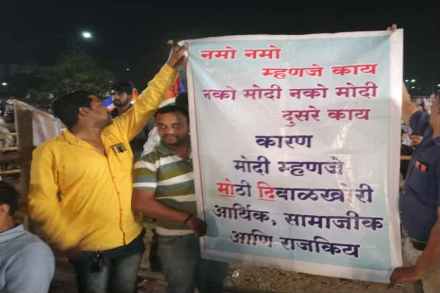 नमो नमो
म्हणजे काय
नको मोदी नको मोदी
दुसरे काय
कारण
मोदी म्हणजे
मोठी दिवाळखोरी
आर्थिक, सामाजीक
आणि राजकिय